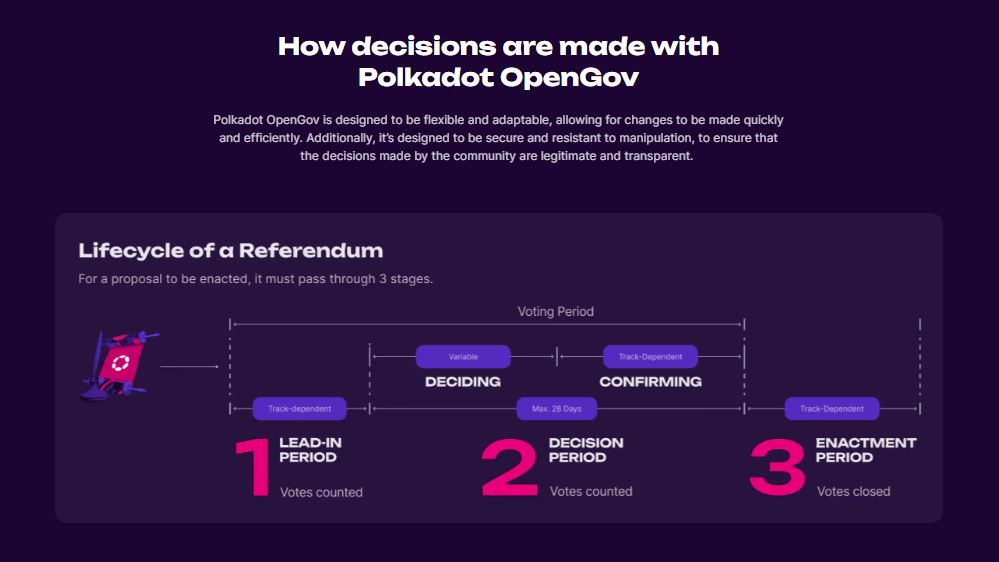 How decisions are made with
Polkadot OpenGov
Polkadot OpenGov is designed to be flexible and adaptable, allowing for changes to be made quickly
and efficiently. Additionally, it's designed to be secure and resistant to manipulation, to ensure that
the decisions made by the community are legitimate and transparent.
Lifecycle of a Referendum
For a proposal to be enacted, it must pass through 3 stages.
Voting Period
Variable
Track-Dependent
DECIDING
CONFIRMING
Track-dependent
Max. 28 Days
Track-Dependent
1
LEAD-IN
PERIOD
Votes counted
2
DECISION
PERIOD
Votes counted
3
ENACTMENT
PERIOD
Votes closed